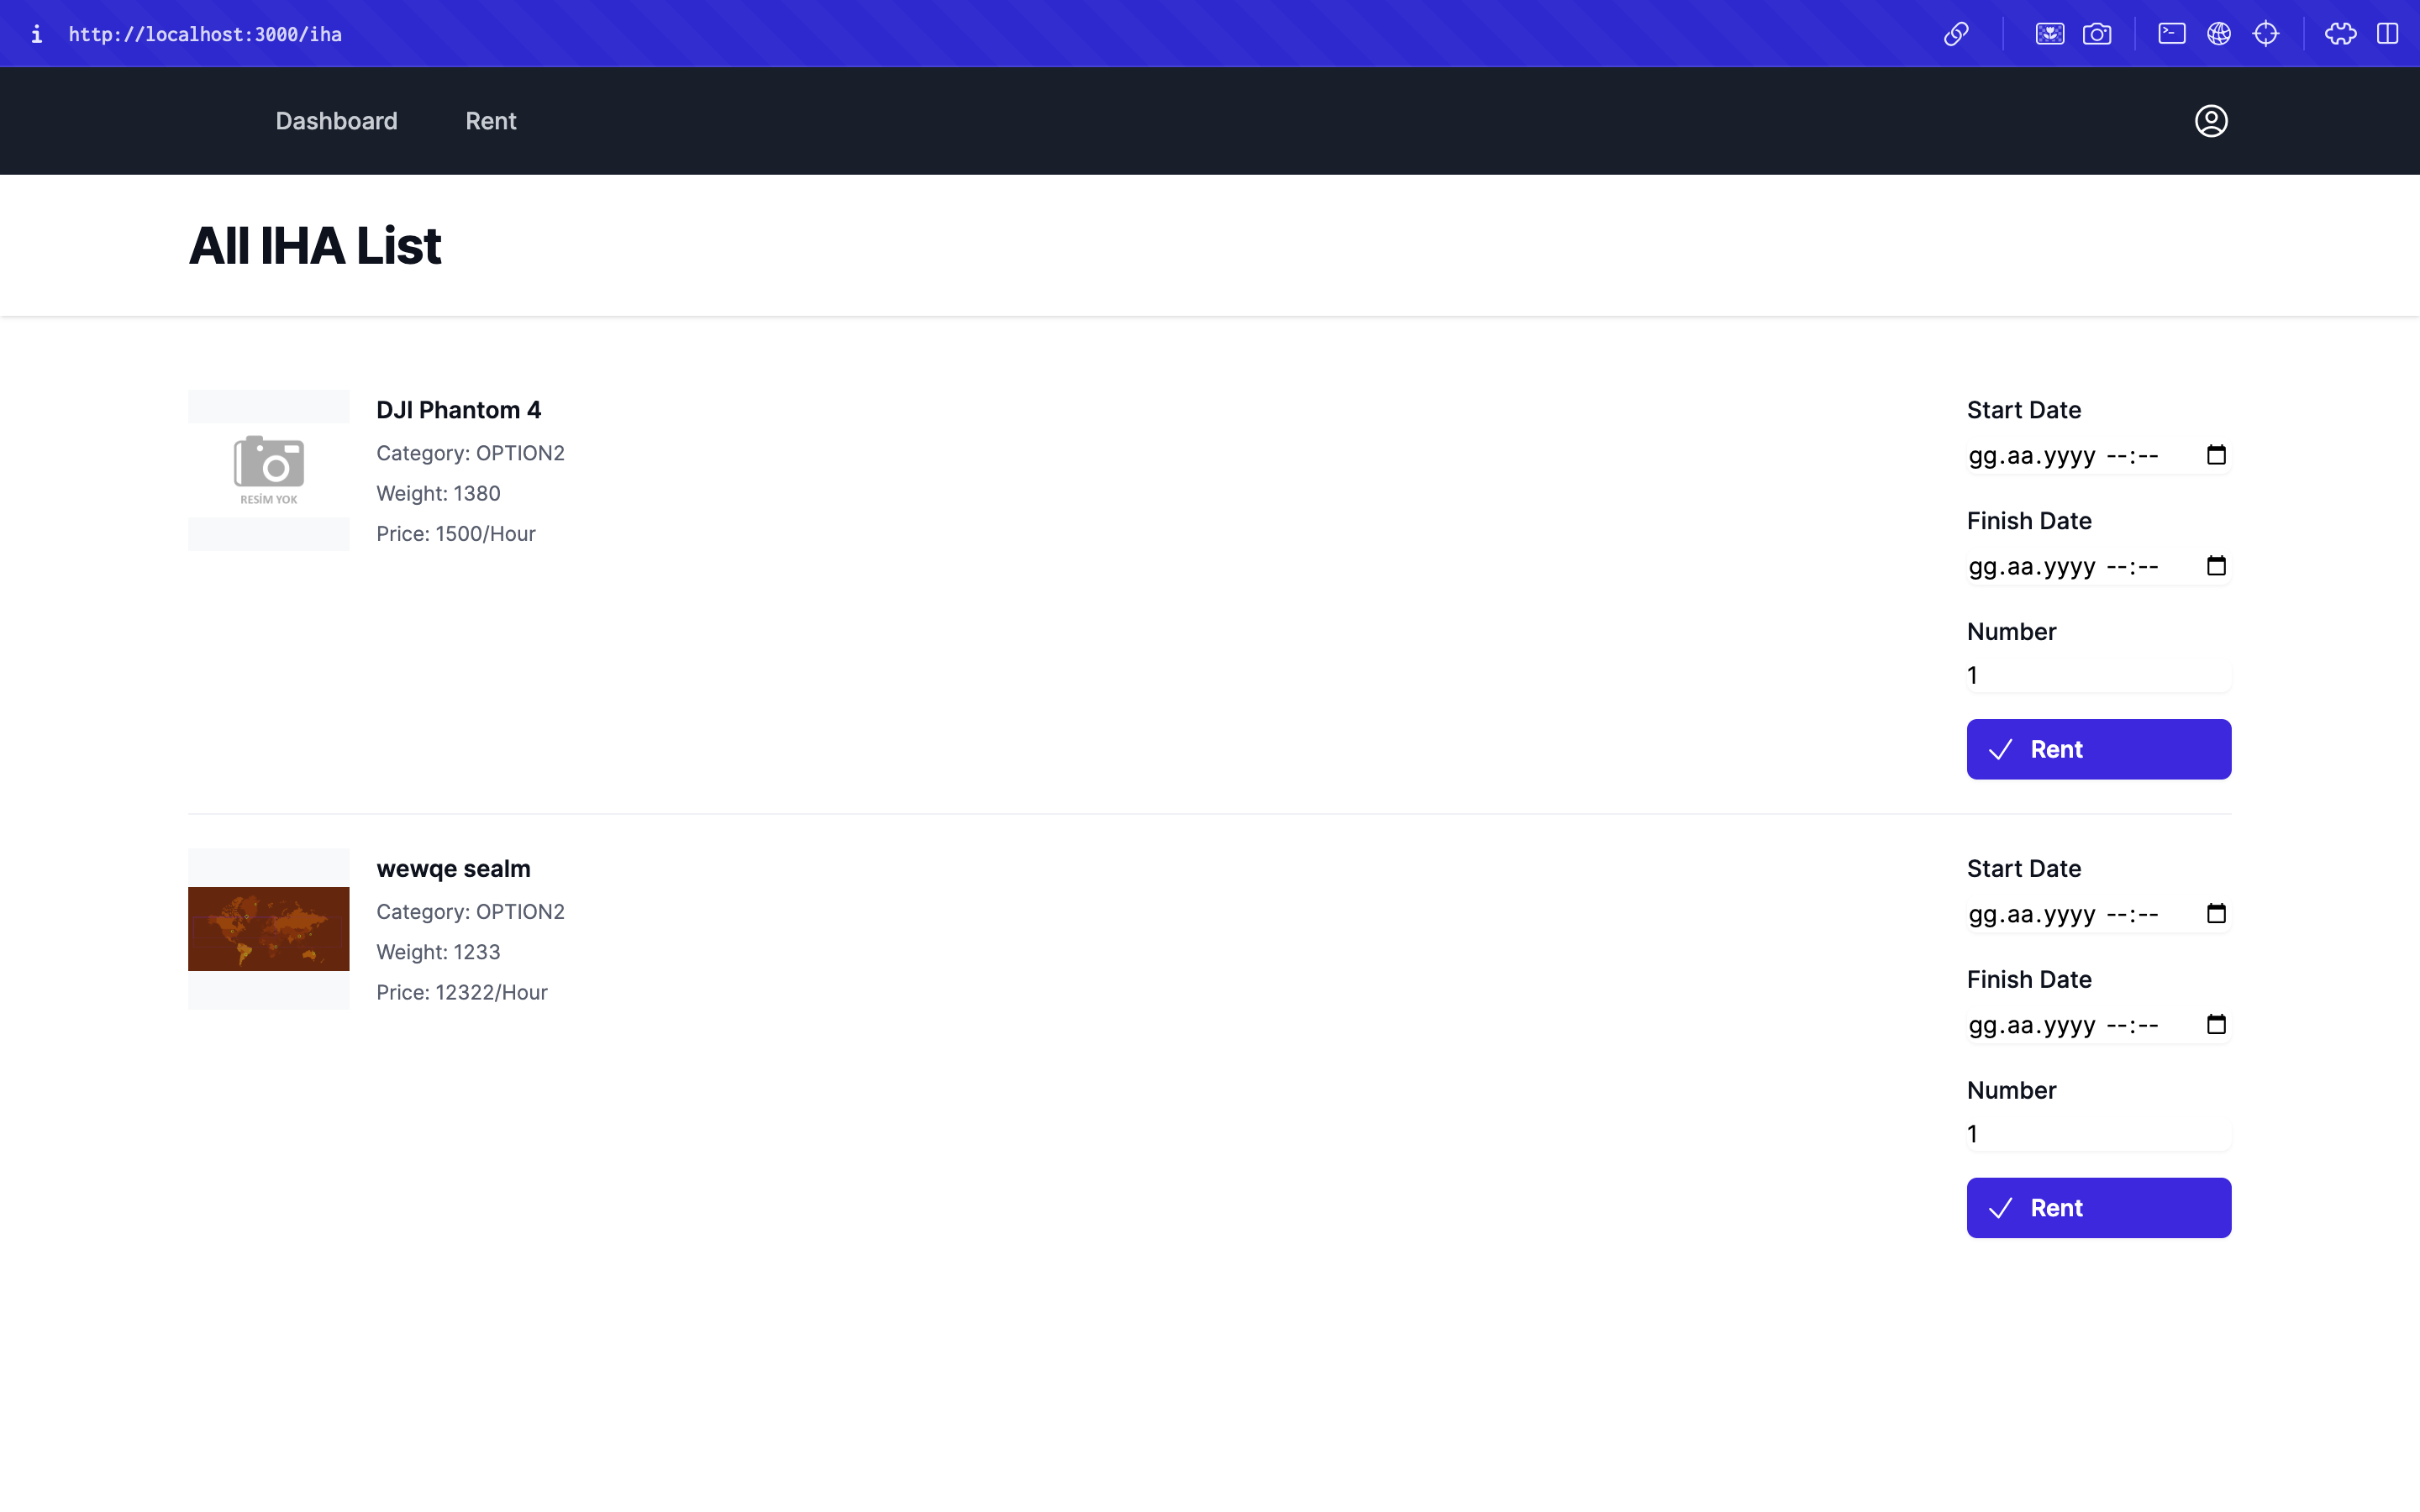 http://localhost:3000/iha
Dashboard
Rent
All IHA List
DJI Phantom 4
Category: OPTION2
Weight: 1380
Price: 1500/Hour
RESİM YOK
Start Date
gg.aa.yyyy --:--
Finish Date
gg.aa.yyyy --:--
Number
1
Rent
wewqe sealm
Category: OPTION2
Weight: 1233
Price: 12322/Hour
Start Date
gg.aa.yyyy --:--
Finish Date
gg.aa.yyyy --:--
Number
1
Rent